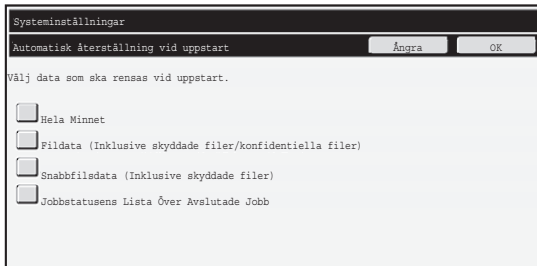 Systeminställningar
Automatisk återställning vid uppstart Ångra OK
Välj data som ska rensas vid uppstart.
Hela Minnet
Fildata (Inklusive skyddade filer/konfidentiella filer)
Snabbfilsdata (Inklusive skyddade filer)
Jobbstatusens Lista Över Avslutade Jobb